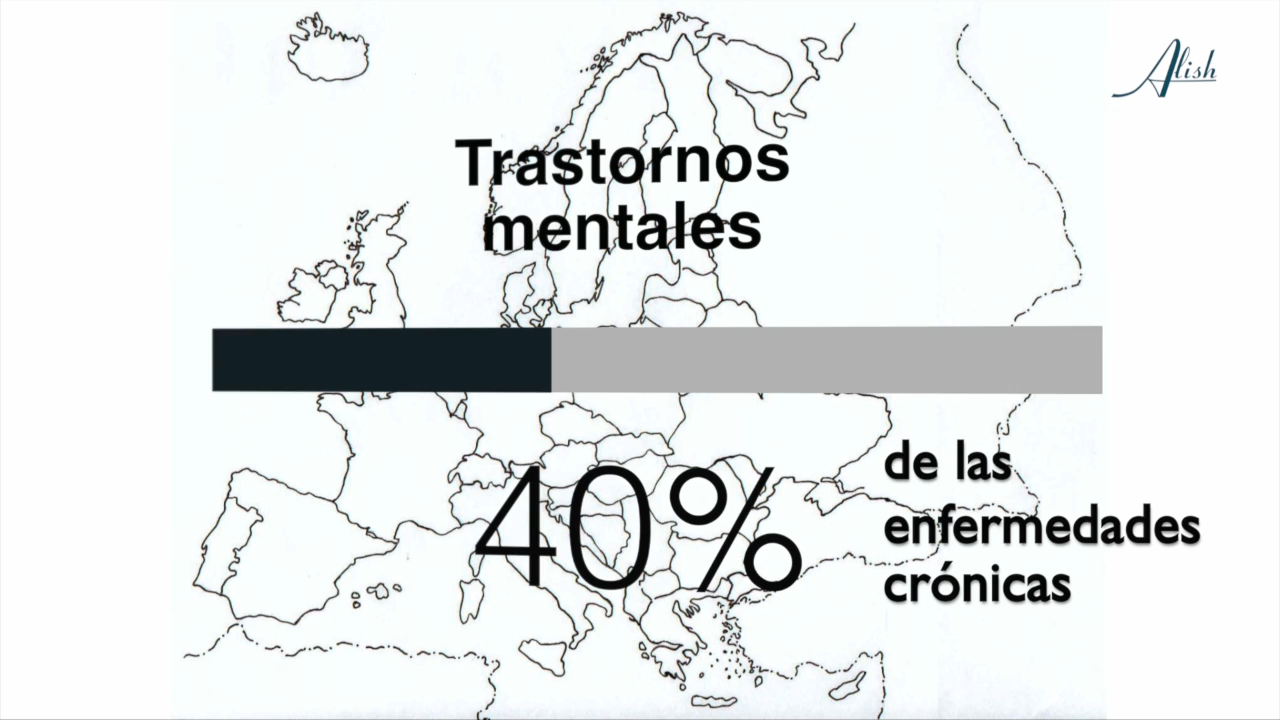 Alish
Trastornos
mentales
40%
de las
enfermedades
crónicas